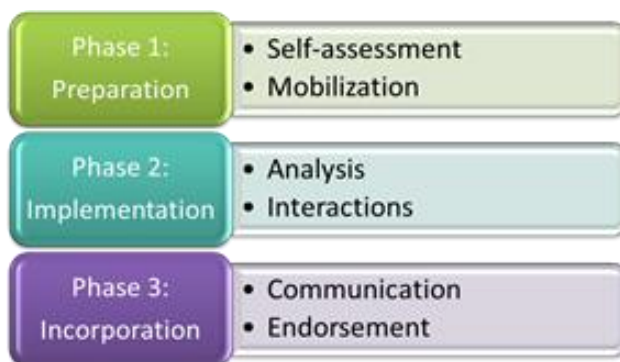 Phase 1:
Preparation
• Self-assessment
• Mobilization
Phase 2:
Implementation
• Analysis
• Interactions
Phase 3:
Incorporation
• Communication
• Endorsement